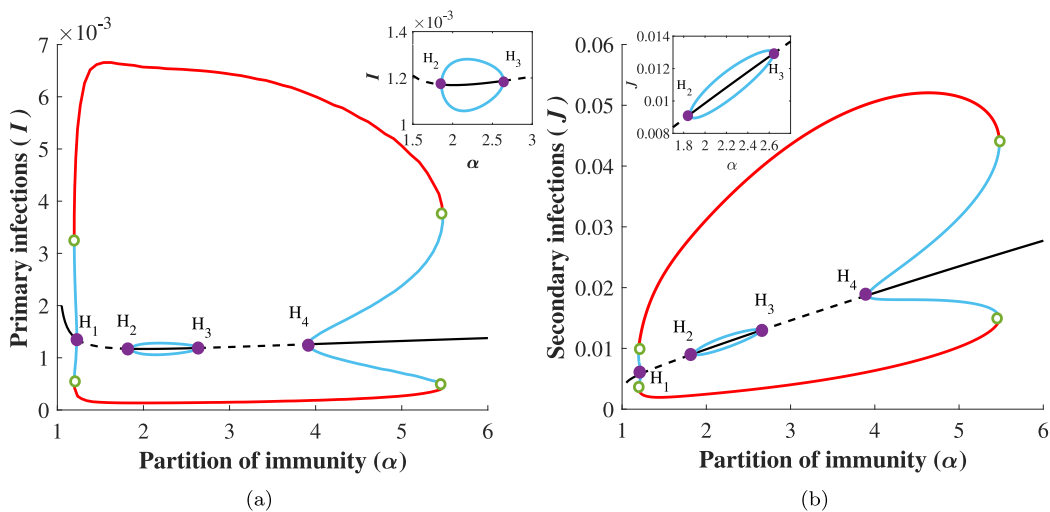 ×10⁻³
7
6
5
4
3
2
1
0
1
2
3
4
5
6
Primary infections ( I )
Partition of immunity (α)
H₁
H₂
H₃
H₄
×10⁻³
1.4
1.2
1
1.5
2
2.5
3
I
α
H₂
H₃
(a)
0.06
0.05
0.04
0.03
0.02
0.01
0
1
2
3
4
5
6
Secondary infections ( J )
Partition of immunity (α)
H₁
H₂
H₃
H₄
0.014
0.012
0.01
0.008
1.8
2
2.2
2.4
2.6
J
α
H₂
H₃
(b)